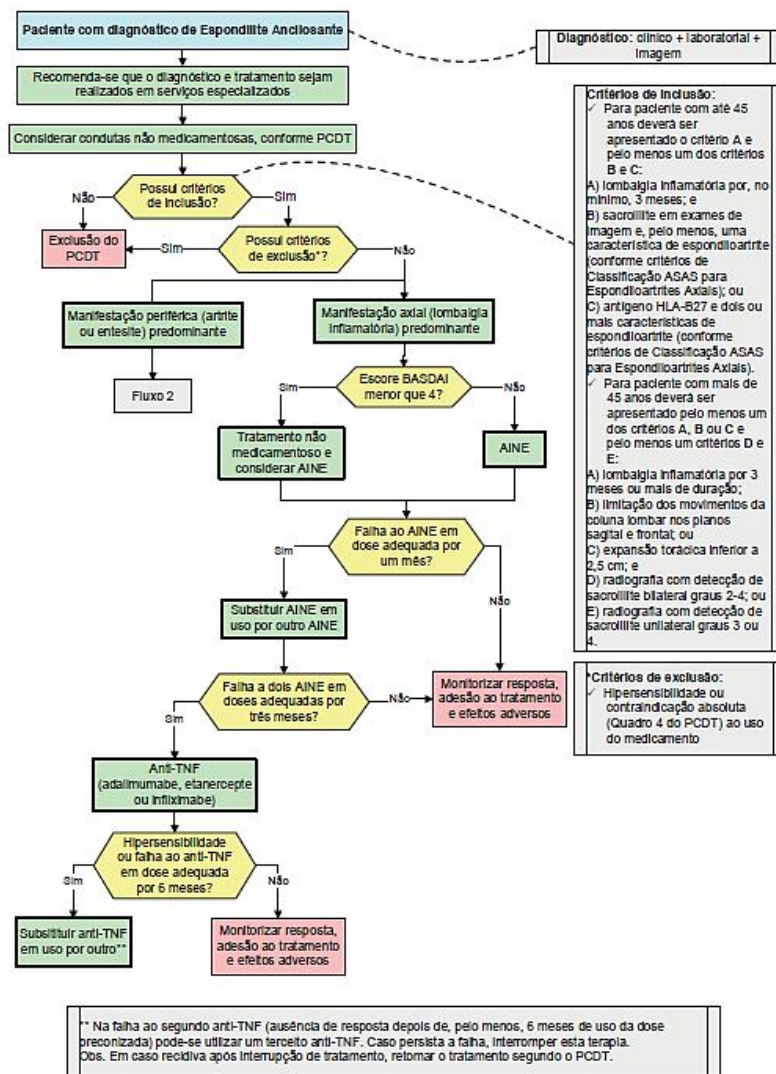 Paciente com diagnóstico de Espondilite Ancilosante
Diagnóstico: clínico + laboratorial +
Imagem
Recomenda-se que o diagnóstico e tratamento sejam
realizados em serviços especializados
Considerar condutas não medicamentosas, conforme PCDT
Possui critérios
de inclusão?
Não
Sim
Exclusão do
PCDT
Possui critérios
de exclusão*?
Sim
Não
Manifestação periférica (artrite
ou entesite) predominante
Manifestação axial (lombalgia
inflamatória) predominante
Fluxo 2
Escore BASDAI
menor que 4?
Sim
Não
Tratamento não
medicamentoso e
considerar AINE
AINE
Falha ao AINE em
dose adequada por
um mês?
Sim
Não
Substituir AINE em
uso por outro AINE
Falha a dois AINE em
doses adequadas por
três meses?
Sim
Não
Monitorizar resposta,
adesão ao tratamento
e efeitos adversos
Anti-TNF
(adalimumabe, etanercepte
ou infliximabe)
Hipersensibilidade
ou falha ao anti-TNF
em dose adequada
por 6 meses?
Sim
Não
Substituir anti-TNF
em uso por outro**
Monitorizar resposta,
adesão ao tratamento
e efeitos adversos
Critérios de inclusão:
✓ Para paciente com até 45
anos deverá ser
apresentado o critério A e
pelo menos um dos critérios
B e C:
A) lombalgia inflamatória por, no
mínimo, 3 meses; e
B) sacroiliite em exames de
imagem e, pelo menos, uma
característica de espondiloartrite
(conforme critérios de
Classificação ASAS para
Espondiloartrites Axiais); ou
C) antígeno HLA-B27 e dois ou
mais características de
espondiloartrite (conforme
critérios de Classificação ASAS
para Espondiloartrites Axiais).
✓ Para paciente com mais de
45 anos deverá ser
apresentado pelo menos um
dos critérios A, B ou C e
pelo menos um critérios D e
E:
A) lombalgia inflamatória por 3
meses ou mais de duração;
B) limitação dos movimentos da
coluna lombar nos planos
sagital e frontal; ou
C) expansão torácica inferior a
2,5 cm; e
D) radiografia com detecção de
sacroiliite bilateral graus 2-4; ou
E) radiografia com detecção de
sacroiliite unilateral graus 3 ou
4.
*Critérios de exclusão:
✓ Hipersensibilidade ou
contraindicação absoluta
(Quadro 4 do PCDT) ao uso
do medicamento
** Na falha ao segundo anti-TNF (ausência de resposta depois de, pelo menos, 6 meses de uso da dose
preconizada) pode-se utilizar um terceito anti-TNF. Caso persista a falha, interromper esta terapia.
Obs. Em caso recidiva após interrupção de tratamento, retomar o tratamento segundo o PCDT.